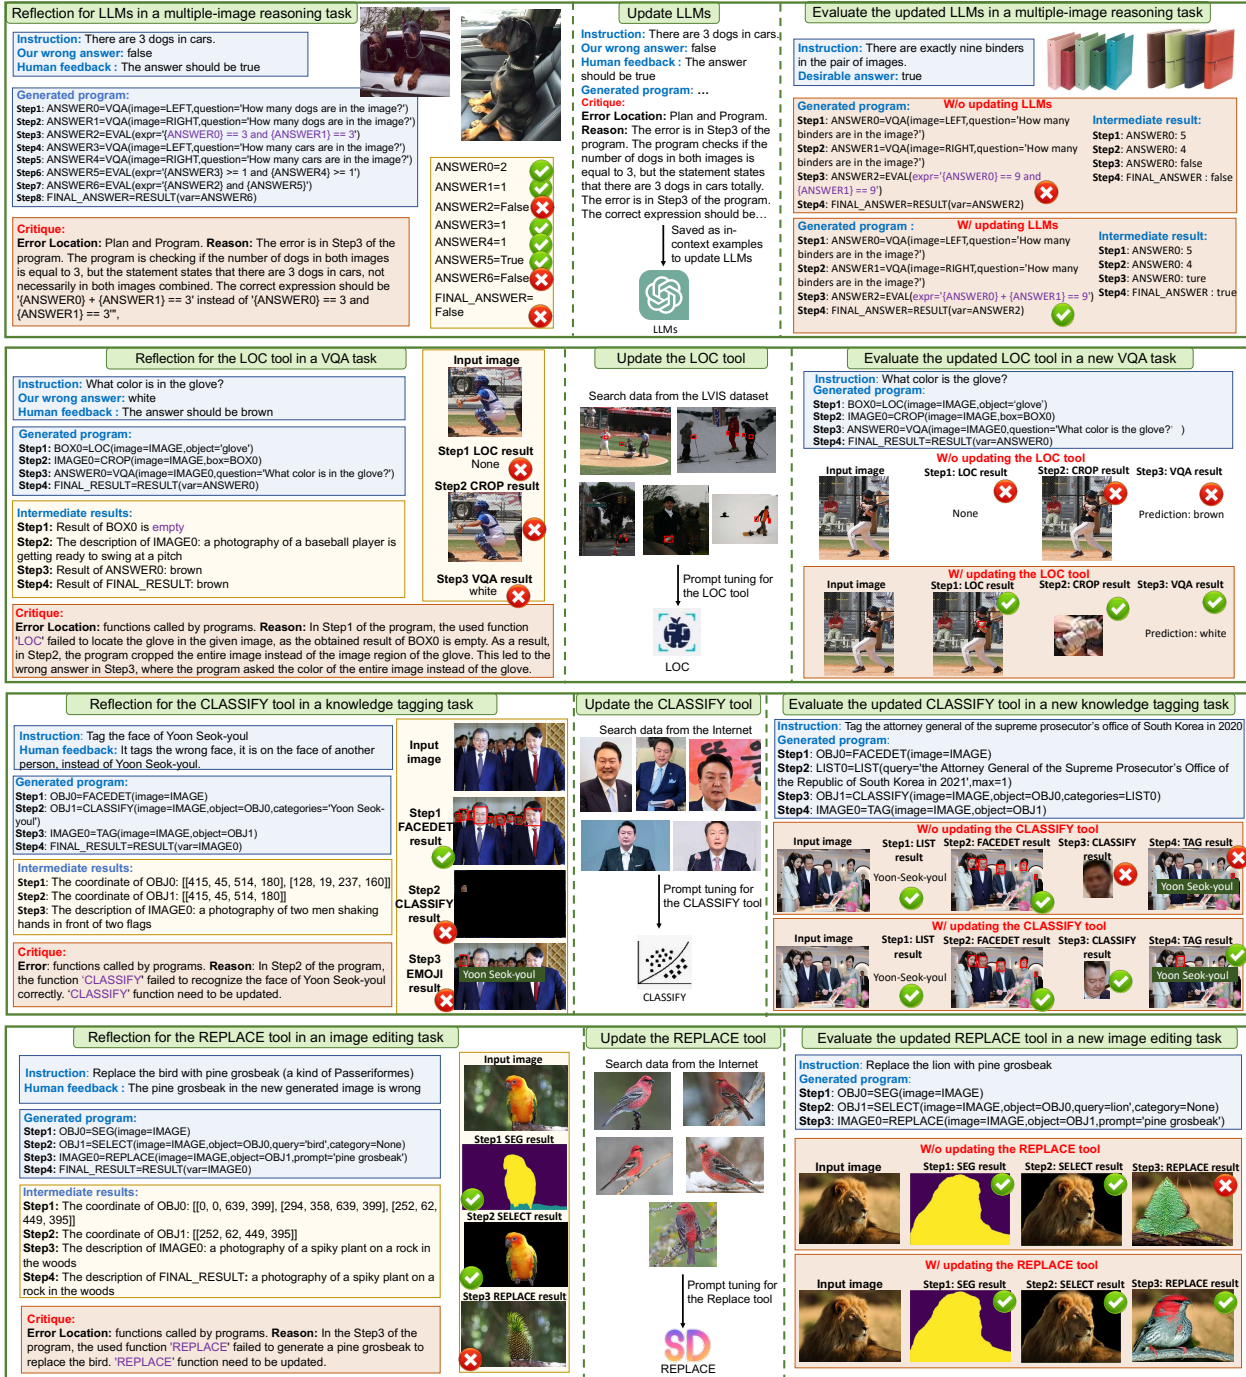 Reflection for LLMs in a multiple-image reasoning task
Instruction: There are 3 dogs in cars.
Our wrong answer: false
Human feedback : The answer should be true
Generated program:
Step1: ANSWER0=VQA(image=LEFT,question='How many dogs are in the image?')
Step2: ANSWER1=VQA(image=RIGHT,question='How many dogs are in the image?')
Step3: ANSWER2=EVAL(expr='{ANSWER0} == 3 and {ANSWER1} == 3')
Step4: ANSWER3=VQA(image=LEFT,question='How many cars are in the image?')
Step5: ANSWER4=VQA(image=RIGHT,question='How many cars are in the image?')
Step6: ANSWER5=EVAL(expr='{ANSWER3} >= 1 and {ANSWER4} >= 1')
Step7: ANSWER6=EVAL(expr='{ANSWER2} and {ANSWER5}')
Step8: FINAL_ANSWER=RESULT(var=ANSWER6)
ANSWER0=2
ANSWER1=1
ANSWER2=False
ANSWER3=1
ANSWER4=1
ANSWER5=True
ANSWER6=False
FINAL_ANSWER=
False
Critique:
Error Location: Plan and Program. Reason: The error is in Step3 of the
program. The program is checking if the number of dogs in both images
is equal to 3, but the statement states that there are 3 dogs in cars, not
necessarily in both images combined. The correct expression should be
'{ANSWER0} + {ANSWER1} == 3' instead of '{ANSWER0} == 3 and
{ANSWER1} == 3'",
Update LLMs
Instruction: There are 3 dogs in cars.
Our wrong answer: false
Human feedback : The answer
should be true
Generated program: ...
Critique:
Error Location: Plan and Program.
Reason: The error is in Step3 of the
program. The program checks if the
number of dogs in both images is
equal to 3, but the statement states
that there are 3 dogs in cars totally.
The error is in Step3 of the program.
The correct expression should be…
Saved as in-
context examples
to update LLMs
LLMs
Evaluate the updated LLMs in a multiple-image reasoning task
Instruction: There are exactly nine binders
in the pair of images.
Desirable answer: true
Generated program: W/o updating LLMs
Step1: ANSWER0=VQA(image=LEFT,question='How many
binders are in the image?')
Step2: ANSWER1=VQA(image=RIGHT,question='How many
binders are in the image?')
Step3: ANSWER2=EVAL(expr='{ANSWER0} == 9 and
{ANSWER1} == 9')
Step4: FINAL_ANSWER=RESULT(var=ANSWER2)
Intermediate result:
Step1: ANSWER0: 5
Step2: ANSWER0: 4
Step3: ANSWER0: false
Step4: FINAL_ANSWER : false
Generated program : W/ updating LLMs
Step1: ANSWER0=VQA(image=LEFT,question='How many
binders are in the image?')
Step2: ANSWER1=VQA(image=RIGHT,question='How many
binders are in the image?')
Step3: ANSWER2=EVAL(expr='{ANSWER0} + {ANSWER1} == 9')
Step4: FINAL_ANSWER=RESULT(var=ANSWER2)
Intermediate result:
Step1: ANSWER0: 5
Step2: ANSWER0: 4
Step3: ANSWER0: ture
Step4: FINAL_ANSWER : true
Reflection for the LOC tool in a VQA task
Instruction: What color is in the glove?
Our wrong answer: white
Human feedback : The answer should be brown
Generated program:
Step1: BOX0=LOC(image=IMAGE,object='glove')
Step2: IMAGE0=CROP(image=IMAGE,box=BOX0)
Step3: ANSWER0=VQA(image=IMAGE0,question='What color is in the glove?')
Step4: FINAL_RESULT=RESULT(var=ANSWER0)
Intermediate results:
Step1: Result of BOX0 is empty
Step2: The description of IMAGE0: a photography of a baseball player is
getting ready to swing at a pitch
Step3: Result of ANSWER0: brown
Step4: Result of FINAL_RESULT: brown
Input image
Step1 LOC result
None
Step2 CROP result
Step3 VQA result
white
Critique:
Error Location: functions called by programs. Reason: In Step1 of the program, the used function
'LOC' failed to locate the glove in the given image, as the obtained result of BOX0 is empty. As a result,
in Step2, the program cropped the entire image instead of the image region of the glove. This led to the
wrong answer in Step3, where the program asked the color of the entire image instead of the glove.
Update the LOC tool
Search data from the LVIS dataset
Prompt tuning for
the LOC tool
LOC
Evaluate the updated LOC tool in a new VQA task
Instruction: What color is the glove?
Generated program:
Step1: BOX0=LOC(image=IMAGE,object='glove')
Step2: IMAGE0=CROP(image=IMAGE,box=BOX0)
Step3: ANSWER0=VQA(image=IMAGE0,question='What color is the glove?' )
Step4: FINAL_RESULT=RESULT(var=ANSWER0)
W/o updating the LOC tool
Input image
Step1: LOC result
Step2: CROP result
Step3: VQA result
None
Prediction: brown
W/ updating the LOC tool
Input image
Step1: LOC result
Step2: CROP result
Step3: VQA result
Prediction: white
Reflection for the CLASSIFY tool in a knowledge tagging task
Instruction: Tag the face of Yoon Seok-youl
Human feedback: It tags the wrong face, it is on the face of another
person, instead of Yoon Seok-youl.
Generated program:
Step1: OBJ0=FACEDET(image=IMAGE)
Step2: OBJ1=CLASSIFY(image=IMAGE,object=OBJ0,categories='Yoon Seok-
youl')
Step3: IMAGE0=TAG(image=IMAGE,object=OBJ1)
Step4: FINAL_RESULT=RESULT(var=IMAGE0)
Intermediate results:
Step1: The coordinate of OBJ0: [[415, 45, 514, 180], [128, 19, 237, 160]]
Step2: The coordinate of OBJ1: [[415, 45, 514, 180]]
Step3: The description of IMAGE0: a photography of two men shaking
hands in front of two flags
Critique:
Error: functions called by programs. Reason: In Step2 of the program,
the function 'CLASSIFY' failed to recognize the face of Yoon Seok-youl
correctly. 'CLASSIFY' function need to be updated.
Input
image
Step1
FACEDET
result
Step2
CLASSIFY
result
Step3
EMOJI
result
Yoon Seok-youl
Update the CLASSIFY tool
Search data from the Internet
Prompt tuning for
the CLASSIFY tool
CLASSIFY
Evaluate the updated CLASSIFY tool in a new knowledge tagging task
Instruction: Tag the attorney general of the supreme prosecutor's office of South Korea in 2020
Generated program:
Step1: OBJ0=FACEDET(image=IMAGE)
Step2: LIST0=LIST(query='the Attorney General of the Supreme Prosecutor's Office of
the Republic of South Korea in 2021',max=1)
Step3: OBJ1=CLASSIFY(image=IMAGE,object=OBJ0,categories=LIST0)
Step4: IMAGE0=TAG(image=IMAGE,object=OBJ1)
W/o updating the CLASSIFY tool
Input image
Step1: LIST
result
Step2: FACEDET result
Step3: CLASSIFY
result
Step4: TAG result
Yoon-Seok-youl
Yoon Seok-youl
W/ updating the CLASSIFY tool
Input image
Step1: LIST
result
Step2: FACEDET result
Step3: CLASSIFY
result
Step4: TAG result
Yoon-Seok-youl
Yoon Seok-youl
Reflection for the REPLACE tool in an image editing task
Instruction: Replace the bird with pine grosbeak (a kind of Passeriformes)
Human feedback : The pine grosbeak in the new generated image is wrong
Generated program:
Step1: OBJ0=SEG(image=IMAGE)
Step2: OBJ1=SELECT(image=IMAGE,object=OBJ0,query='bird',category=None)
Step3: IMAGE0=REPLACE(image=IMAGE,object=OBJ1,prompt='pine grosbeak')
Step4: FINAL_RESULT=RESULT(var=IMAGE0)
Intermediate results:
Step1: The coordinate of OBJ0: [[0, 0, 639, 399], [294, 358, 639, 399], [252, 62,
449, 395]]
Step2: The coordinate of OBJ1: [[252, 62, 449, 395]]
Step3: The description of IMAGE0: a photography of a spiky plant on a rock in
the woods
Step4: The description of FINAL_RESULT: a photography of a spiky plant on a
rock in the woods
Critique:
Error Location: functions called by programs. Reason: In the Step3 of the
program, the used function 'REPLACE' failed to generate a pine grosbeak to
replace the bird. 'REPLACE' function need to be updated.
Input image
Step1 SEG result
Step2 SELECT result
Step3 REPLACE result
Update the REPLACE tool
Search data from the Internet
Prompt tuning for
the Replace tool
SD
REPLACE
Evaluate the updated REPLACE tool in a new image editing task
Instruction: Replace the lion with pine grosbeak
Generated program:
Step1: OBJ0=SEG(image=IMAGE)
Step2: OBJ1=SELECT(image=IMAGE,object=OBJ0,query=lion',category=None)
Step3: IMAGE0=REPLACE(image=IMAGE,object=OBJ1,prompt='pine grosbeak')
W/o updating the REPLACE tool
Input image
Step1: SEG result
Step2: SELECT result
Step3: REPLACE result
W/ updating the REPLACE tool
Input image
Step1: SEG result
Step2: SELECT result
Step3: REPLACE result